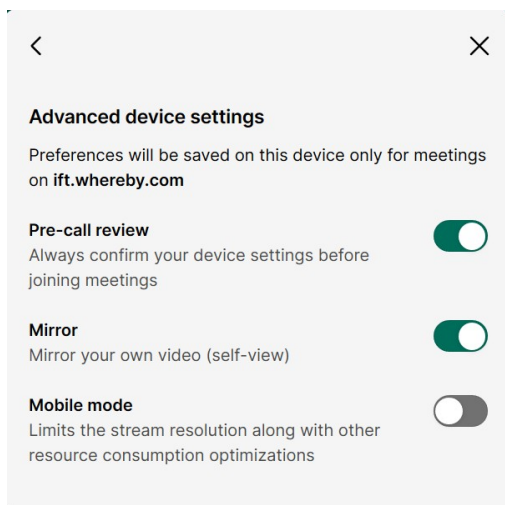 Advanced device settings
Preferences will be saved on this device only for meetings
on ift.whereby.com
Pre-call review
Always confirm your device settings before
joining meetings
Mirror
Mirror your own video (self-view)
Mobile mode
Limits the stream resolution along with other
resource consumption optimizations